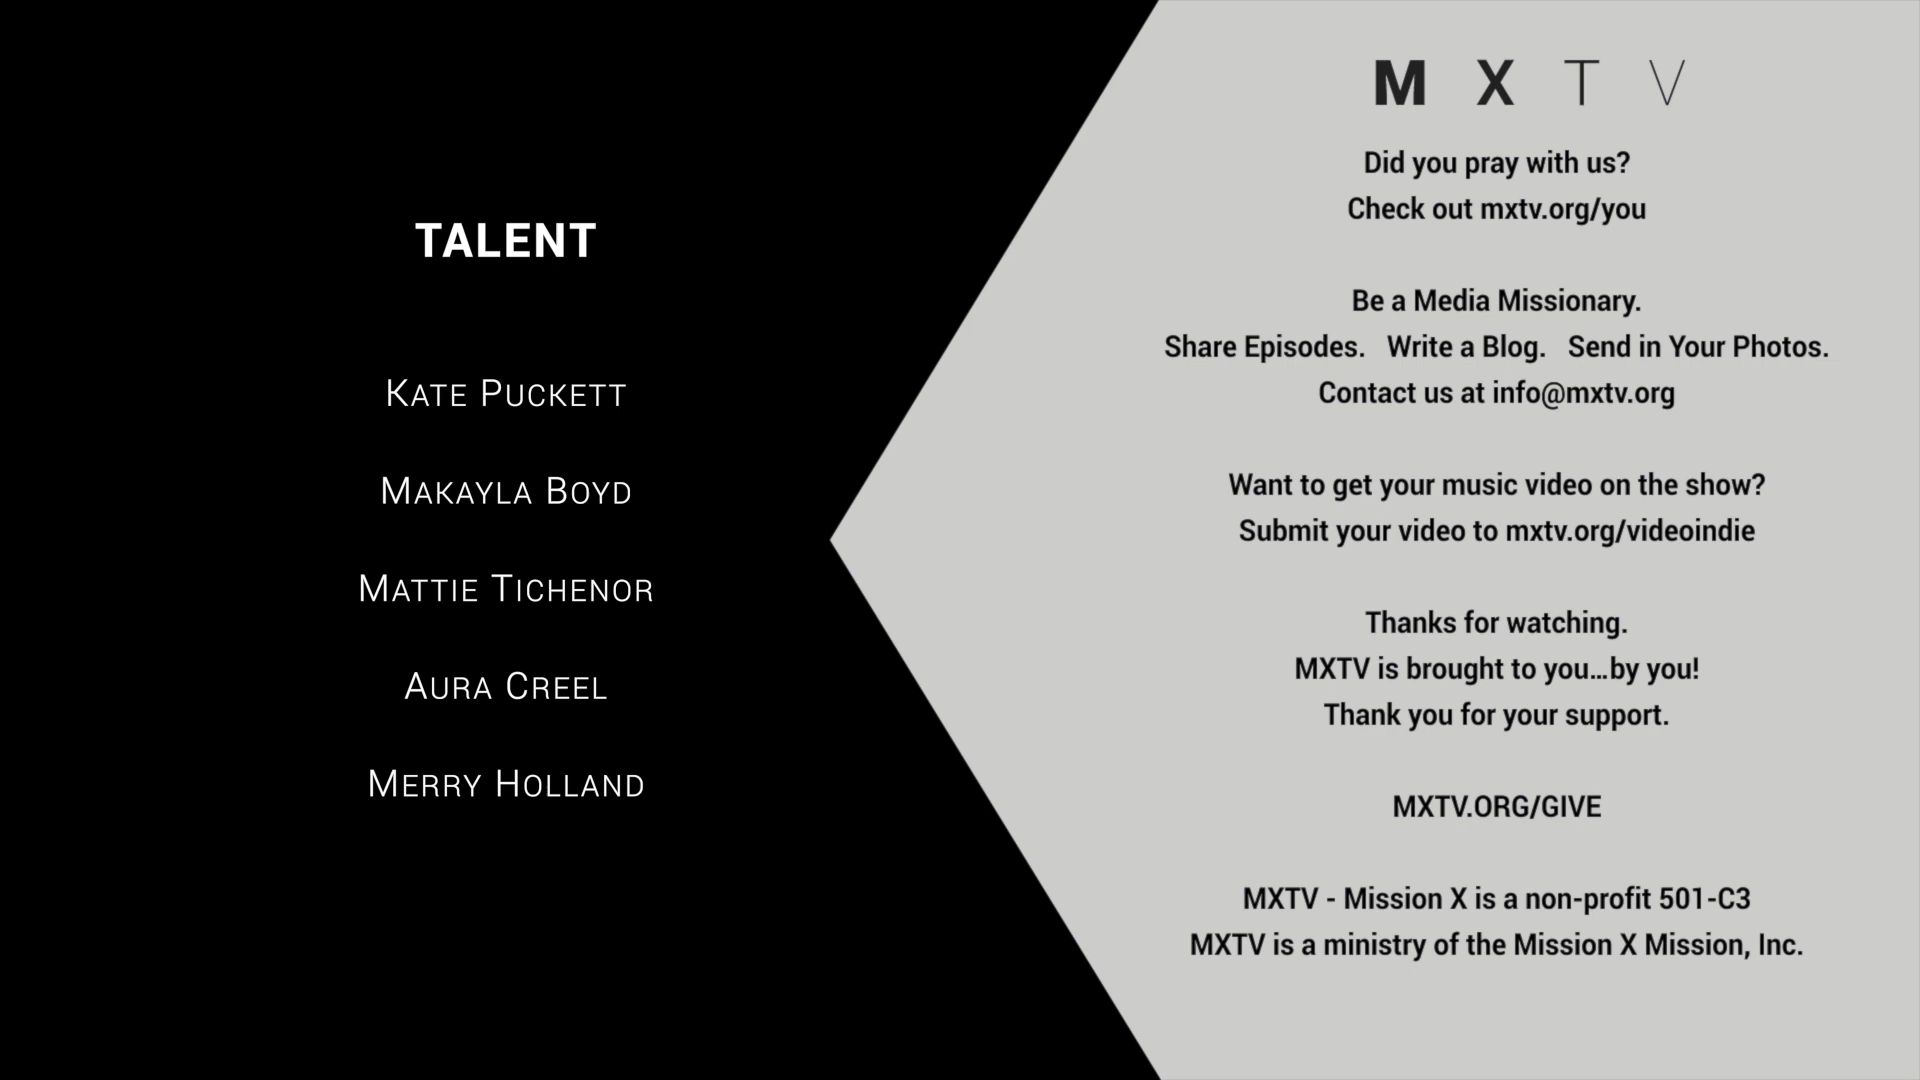 TALENT
KATE PUCKETT
MAKAYLA BOYD
MATTIE TICHENOR
AURA CREEL
MERRY HOLLAND
M X T V
Did you pray with us?
Check out mxtv.org/you
Be a Media Missionary.
Share Episodes. Write a Blog. Send in Your Photos.
Contact us at info@mxtv.org
Want to get your music video on the show?
Submit your video to mxtv.org/videoindie
Thanks for watching.
MXTV is brought to you...by you!
Thank you for your support.
MXTV.ORG/GIVE
MXTV - Mission X is a non-profit 501-C3
MXTV is a ministry of the Mission X Mission, Inc.